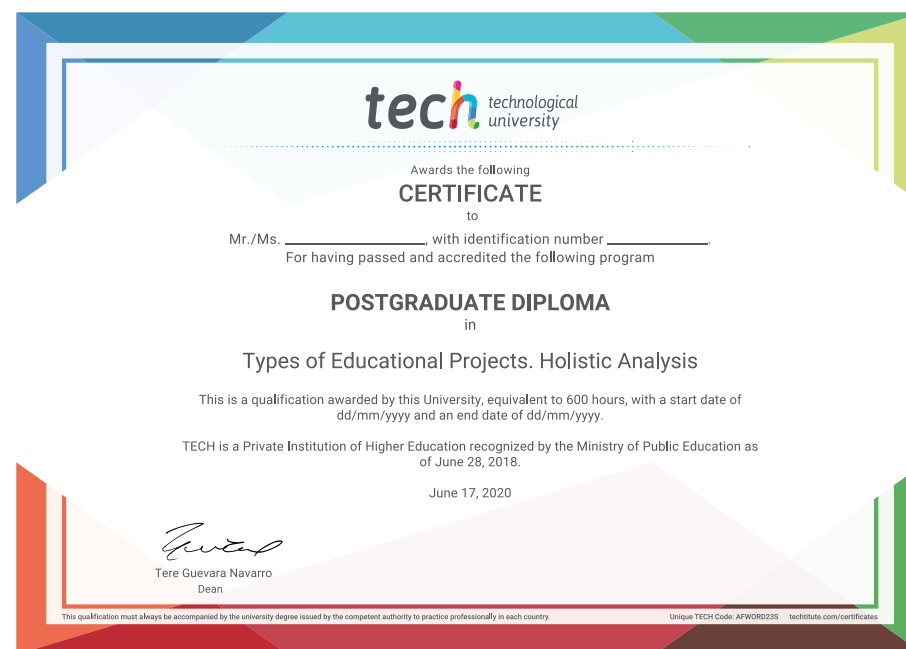 tech technological
university
Awards the following
CERTIFICATE
to
Mr./Ms. ____________, with identification number ____________.
For having passed and accredited the following program
POSTGRADUATE DIPLOMA
in
Types of Educational Projects. Holistic Analysis
This is a qualification awarded by this University, equivalent to 600 hours, with a start date of
dd/mm/yyyy and an end date of dd/mm/yyyy.
TECH is a Private Institution of Higher Education recognized by the Ministry of Public Education as
of June 28, 2018.
June 17, 2020
Tere Guevara Navarro
Dean
This qualification must always be accompanied by the university degree issued by the competent authority to practice professionally in each country.
Unique TECH Code: AFWORD23S techtitute.com/certificates